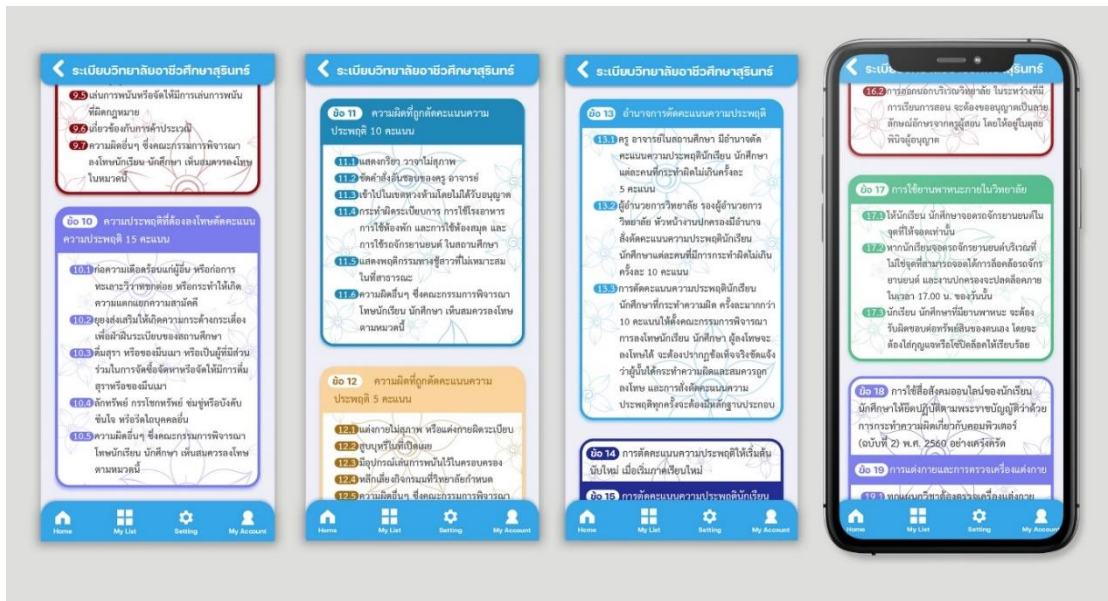 ระเบียบวิทยาลัยอาชีวศึกษาสุรินทร์
9.5 เล่นการพนันหรือจัดให้มีการเล่นการพนัน
ที่ผิดกฎหมาย
9.6 เกี่ยวข้องกับการค้าประเวณี
9.7 ความผิดอื่นๆ ซึ่งคณะกรรมการพิจารณา
ลงโทษนักเรียน นักศึกษา เห็นสมควรลงโทษ
ในหมวดนี้
ข้อ 10 ความประพฤติที่ต้องลงโทษตัดคะแนน
ความประพฤติ 15 คะแนน
10.1 ก่อความเดือดร้อนแก่ผู้อื่น หรือก่อการ
ทะเลาะวิวาทชกต่อย หรือกระทำให้เกิด
ความแตกแยกความสามัคคี
10.2 ยุยงส่งเสริมให้เกิดความกระด้างกระเดื่อง
เพื่อฝ่าฝืนระเบียบของสถานศึกษา
10.3 ดื่มสุรา หรือของมึนเมา หรือเป็นผู้ที่มีส่วน
ร่วมในการจัดซื้อจัดหาหรือจัดให้มีการดื่ม
สุราหรือของมึนเมา
10.4 ลักทรัพย์ กรรโชกทรัพย์ ข่มขู่หรือบังคับ
ขืนใจ หรือรีดไถบุคคลอื่น
10.5 ความผิดอื่นๆ ซึ่งคณะกรรมการพิจารณา
โทษนักเรียน นักศึกษา เห็นสมควรลงโทษ
ตามหมวดนี้
Home My List Setting My Account
ระเบียบวิทยาลัยอาชีวศึกษาสุรินทร์
ข้อ 11 ความผิดที่ถูกตัดคะแนนความ
ประพฤติ 10 คะแนน
11.1 แสดงกริยา วาจาไม่สุภาพ
11.2 ขัดคำสั่งอันชอบของครู อาจารย์
11.3 เข้าไปในเขตหวงห้ามโดยไม่ได้รับอนุญาต
11.4 กระทำผิดระเบียบการ การใช้โรงอาหาร
การใช้ห้องพัก และการใช้ห้องสมุด และ
การใช้รถจักรยานยนต์ ในสถานศึกษา
11.5 แสดงพฤติกรรมทางชู้สาวที่ไม่เหมาะสม
ในที่สาธารณะ
11.6 ความผิดอื่นๆ ซึ่งคณะกรรมการพิจารณา
โทษนักเรียน นักศึกษา เห็นสมควรลงโทษ
ตามหมวดนี้
ข้อ 12 ความผิดที่ถูกตัดคะแนนความ
ประพฤติ 5 คะแนน
12.1 แต่งกายไม่สุภาพ หรือแต่งกายผิดระเบียบ
12.2 สูบบุหรี่ในที่เปิดเผย
12.3 มีอุปกรณ์เล่นการพนันไว้ในครอบครอง
12.4 หลีกเลี่ยงกิจกรรมที่วิทยาลัยกำหนด
12.5 ความผิดอื่นๆ ซึ่งคณะกรรมการพิจารณา
Home My List Setting My Account
ระเบียบวิทยาลัยอาชีวศึกษาสุรินทร์
ข้อ 13 อำนาจการตัดคะแนนความประพฤติ
13.1 ครู อาจารย์ในสถานศึกษา มีอำนาจตัด
คะแนนความประพฤตินักเรียน นักศึกษา
แต่ละคนที่กระทำผิดไม่เกินครั้งละ
5 คะแนน
13.2 ผู้อำนวยการวิทยาลัย รองผู้อำนวยการ
วิทยาลัย หัวหน้างานปกครองมีอำนาจ
สั่งตัดคะแนนความประพฤตินักเรียน
นักศึกษาแต่ละคนที่มีการกระทำผิดไม่เกิน
ครั้งละ 10 คะแนน
13.3 การตัดคะแนนความประพฤตินักเรียน
นักศึกษาที่กระทำความผิด ครั้งละมากกว่า
10 คะแนนให้ตั้งคณะกรรมการพิจารณา
การลงโทษนักเรียน นักศึกษา ผู้ลงโทษจะ
ลงโทษได้ จะต้องปรากฏข้อเท็จจริงชัดแจ้ง
ว่าผู้นั้นได้กระทำความผิดและสมควรถูก
ลงโทษ และการสั่งตัดคะแนนความ
ประพฤติทุกครั้งจะต้องมีหลักฐานประกอบ
ข้อ 14 การตัดคะแนนความประพฤติให้เริ่มต้น
นับใหม่ เมื่อเริ่มภาคเรียนใหม่
ข้อ 15 การตัดคะแนนความประพฤตินักเรียน
Home My List Setting My Account
16.2 การออกนอกบริเวณวิทยาลัย ในระหว่างที่มี
การเรียนการสอน จะต้องขออนุญาตเป็นลาย
ลักษณ์อักษรจากครูผู้สอน โดยให้อยู่ในดุลย
พินิจผู้อนุญาต
ข้อ 17 การใช้ยานพาหนะภายในวิทยาลัย
17.1 ให้นักเรียน นักศึกษาจอดรถจักรยานยนต์ใน
จุดที่ให้จอดเท่านั้น
17.2 หากนักเรียนจอดรถจักรยานยนต์บริเวณที่
ไม่ใช่จุดที่สามารถจอดได้การล็อคล้อรถจักร
ยานยนต์ และงานปกครองจะปลดล็อคภาย
ในเวลา 17.00 น. ของวันนั้น
17.3 นักเรียน นักศึกษาที่มียานพาหนะ จะต้อง
รับผิดชอบต่อทรัพย์สินของตนเอง โดยจะ
ต้องใส่กุญแจหรือโซ่ปิดล็อคให้เรียบร้อย
ข้อ 18 การใช้สื่อสังคมออนไลน์ของนักเรียน
นักศึกษาให้ยึดปฏิบัติตามพระราชบัญญัติว่าด้วย
การกระทำความผิดเกี่ยวกับคอมพิวเตอร์
(ฉบับที่ 2) พ.ศ. 2560 อย่างเคร่งครัด
ข้อ 19 การแต่งกายและการตรวจเครื่องแต่งกาย
19.1 ทุกแผนกวิชาต้องตรวจเครื่องแต่งกาย
Home My List Setting My Account